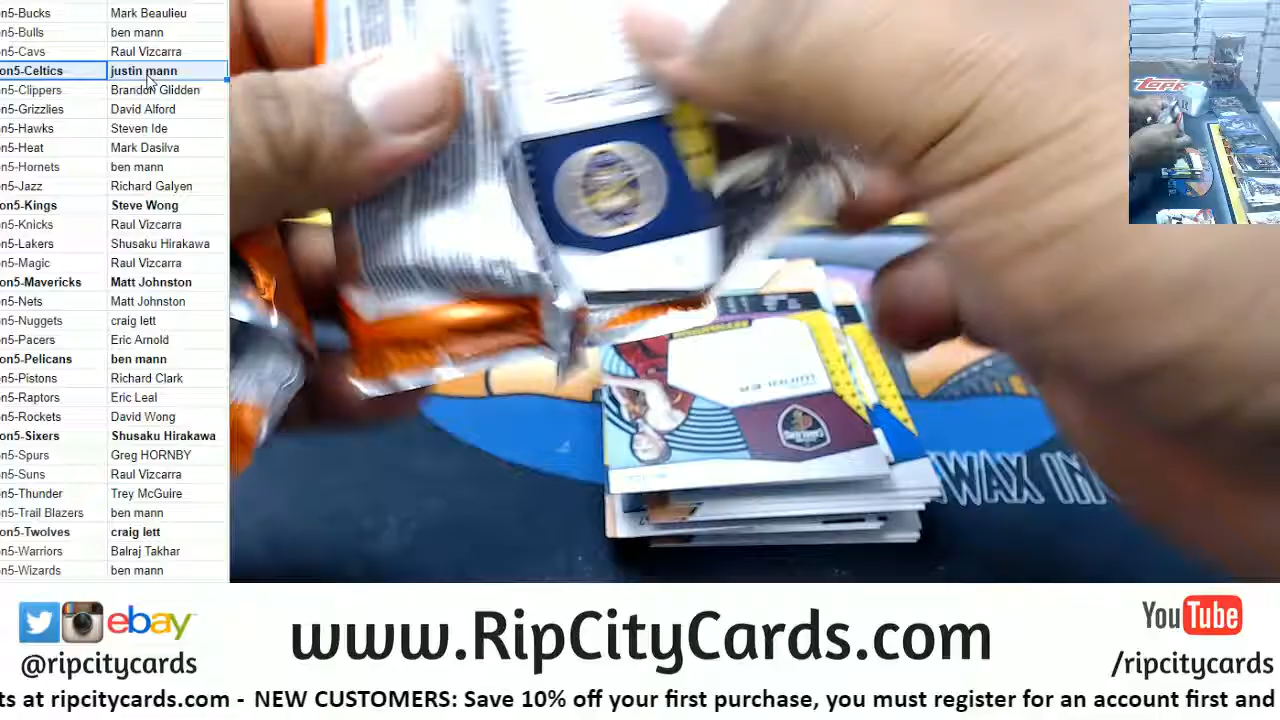 n5-Bucks Mark Beaulieu
n5-Bulls ben mann
n5-Cavs Raul Vizcarra
on5-Celtics justin mann
n5-Clippers Brandon Glidden
n5-Grizzlies David Alford
n5-Hawks Steven Ide
n5-Heat Mark Dasilva
n5-Hornets ben mann
n5-Jazz Richard Galyen
on5-Kings Steve Wong
n5-Knicks Raul Vizcarra
n5-Lakers Shusaku Hirakawa
n5-Magic Raul Vizcarra
on5-Mavericks Matt Johnston
n5-Nets Matt Johnston
n5-Nuggets craig lett
n5-Pacers Eric Arnold
on5-Pelicans ben mann
n5-Pistons Richard Clark
n5-Raptors Eric Leal
n5-Rockets David Wong
on5-Sixers Shusaku Hirakawa
n5-Spurs Greg HORNBY
n5-Suns Raul Vizcarra
n5-Thunder Trey McGuire
on5-Trail Blazers ben mann
on5-Twolves craig lett
n5-Warriors Balraj Takhar
n5-Wizards ben mann
TOPPS
WAX IN
ebay
@ripcitycards
www.RipCityCards.com
YouTube
/ripcitycards
ts at ripcitycards.com - NEW CUSTOMERS: Save 10% off your first purchase, you must register for an account first and